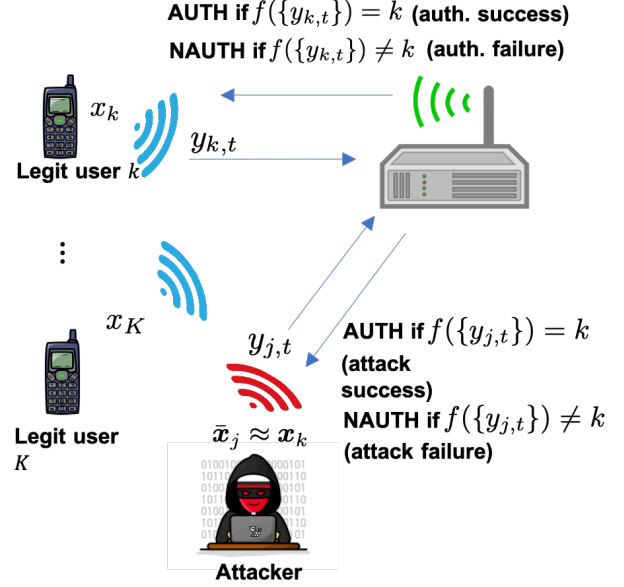 AUTH if f({y_{k,t}}) = k (auth. success)
NAUTH if f({y_{k,t}}) ≠ k (auth. failure)
x_k
y_{k,t}
Legit user k
⋮
x_K
y_{j,t}
AUTH if f({y_{j,t}}) = k
(attack
success)
NAUTH if f({y_{j,t}}) ≠ k
(attack failure)
Legit user
K
x̄_j ≈ x_k
Attacker